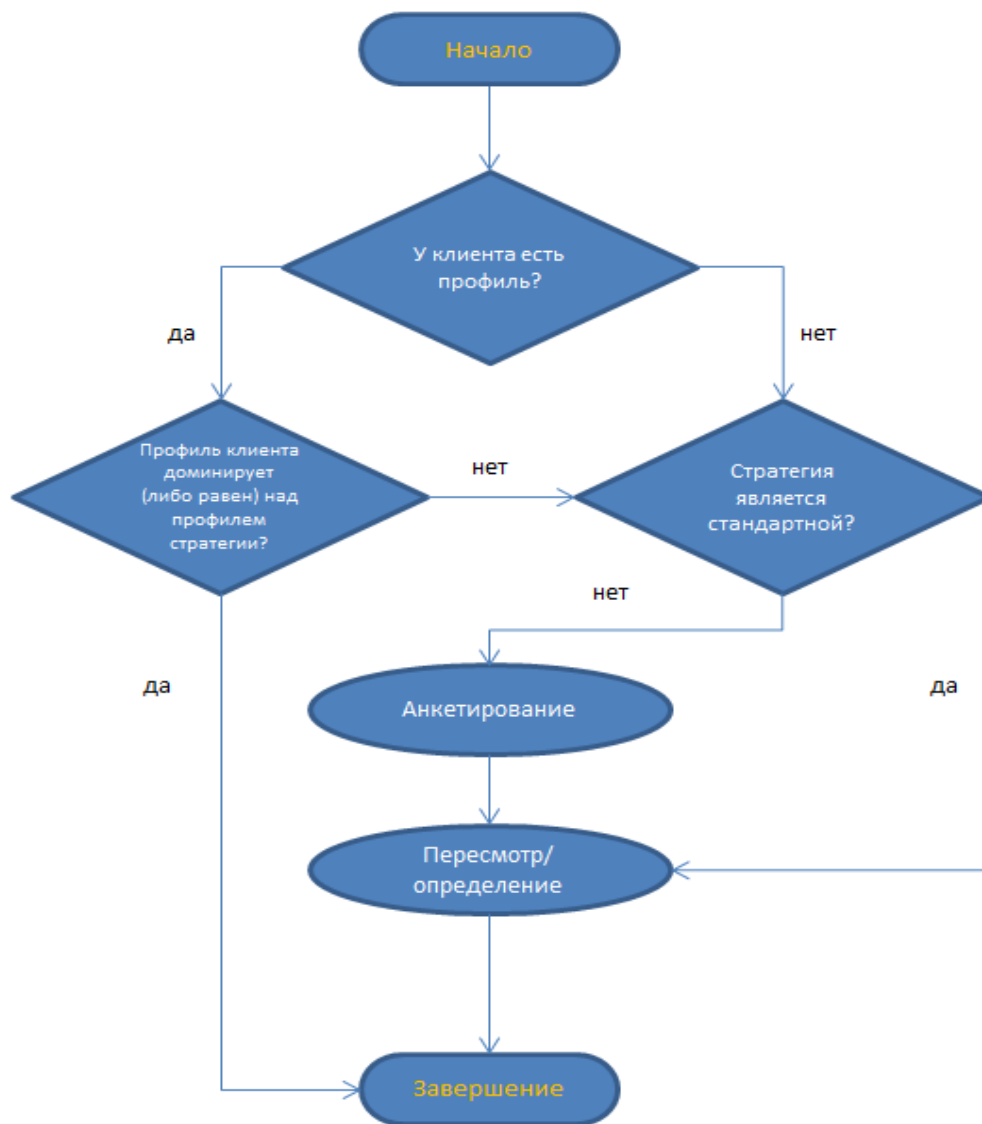 Начало
У клиента есть
профиль?
да
нет
Профиль клиента
доминирует
(либо равен) над
профилем
стратегии?
нет
Стратегия
является
стандартной?
нет
да
Анкетирование
да
Пересмотр/
определение
Завершение